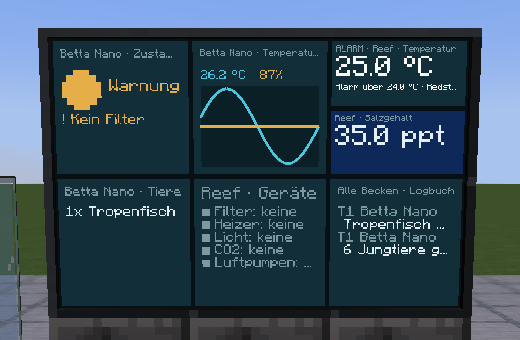 Betta Nano · Zusta...
Warnung
! Kein Filter
Betta Nano · Temperatu...
26.2 °C 87%
ALARM · Reef · Temperatur
25.0 °C
Alarm über 24.0 °C · Medst..
Reef · Salzgehalt
35.0 ppt
Betta Nano · Tiere
1x Tropenfisch
Reef · Geräte
Filter: keine
Heizer: keine
Licht: keine
CO2: keine
Luftpumpen: ...
Alle Becken · Logbuch
T1 Betta Nano
Tropenfisch ...
T1 Betta Nano
6 Jungtiere g...